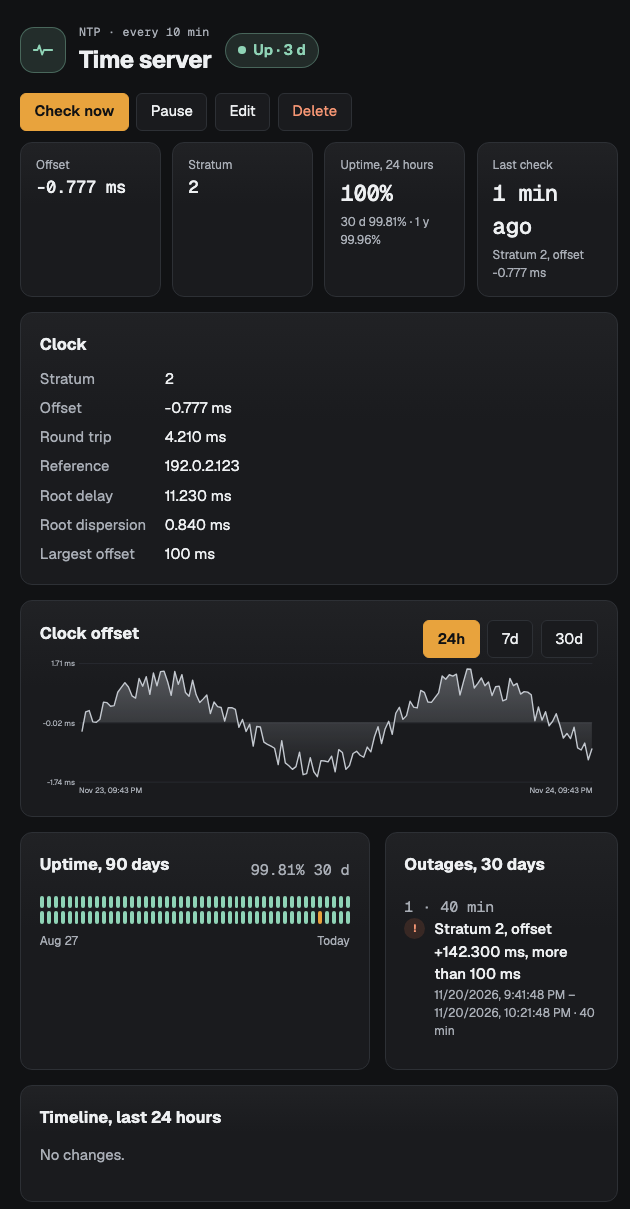 NTP · every 10 min
Time server
Up · 3 d
Check now
Pause
Edit
Delete
Offset
-0.777 ms
Stratum
2
Uptime, 24 hours
100%
30 d 99.81% · 1 y
99.96%
Last check
1 min
ago
Stratum 2, offset
-0.777 ms
Clock
Stratum 2
Offset -0.777 ms
Round trip 4.210 ms
Reference 192.0.2.123
Root delay 11.230 ms
Root dispersion 0.840 ms
Largest offset 100 ms
Clock offset
24h
7d
30d
1.71 ms
-0.02 ms
-1.74 ms
Nov 23, 09:43 PM
Nov 24, 09:43 PM
Uptime, 90 days
99.81% 30 d
Aug 27
Today
Outages, 30 days
1 · 40 min
!
Stratum 2, offset
+142.300 ms, more
than 100 ms
11/20/2026, 9:41:48 PM –
11/20/2026, 10:21:48 PM · 40
min
Timeline, last 24 hours
No changes.